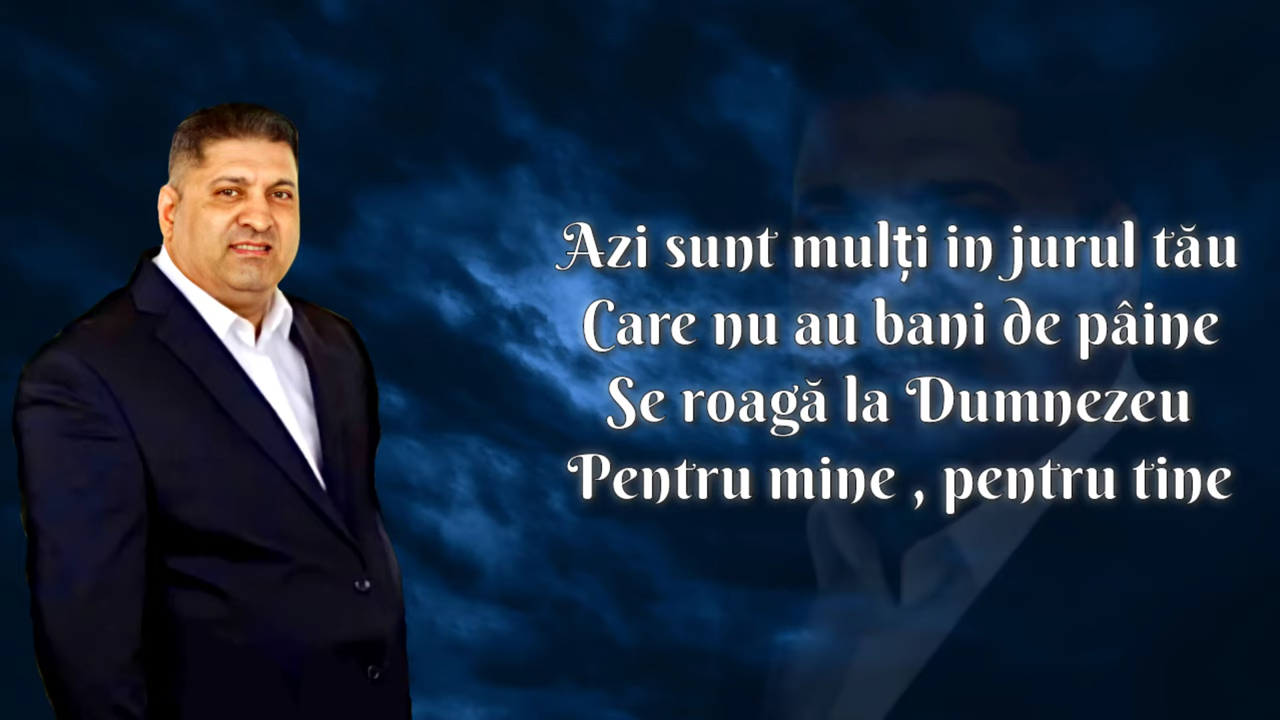 Azi sunt mulți in jurul tău
Care nu au bani de pâine
Se roagă la Dumnezeu
Pentru mine , pentru tine